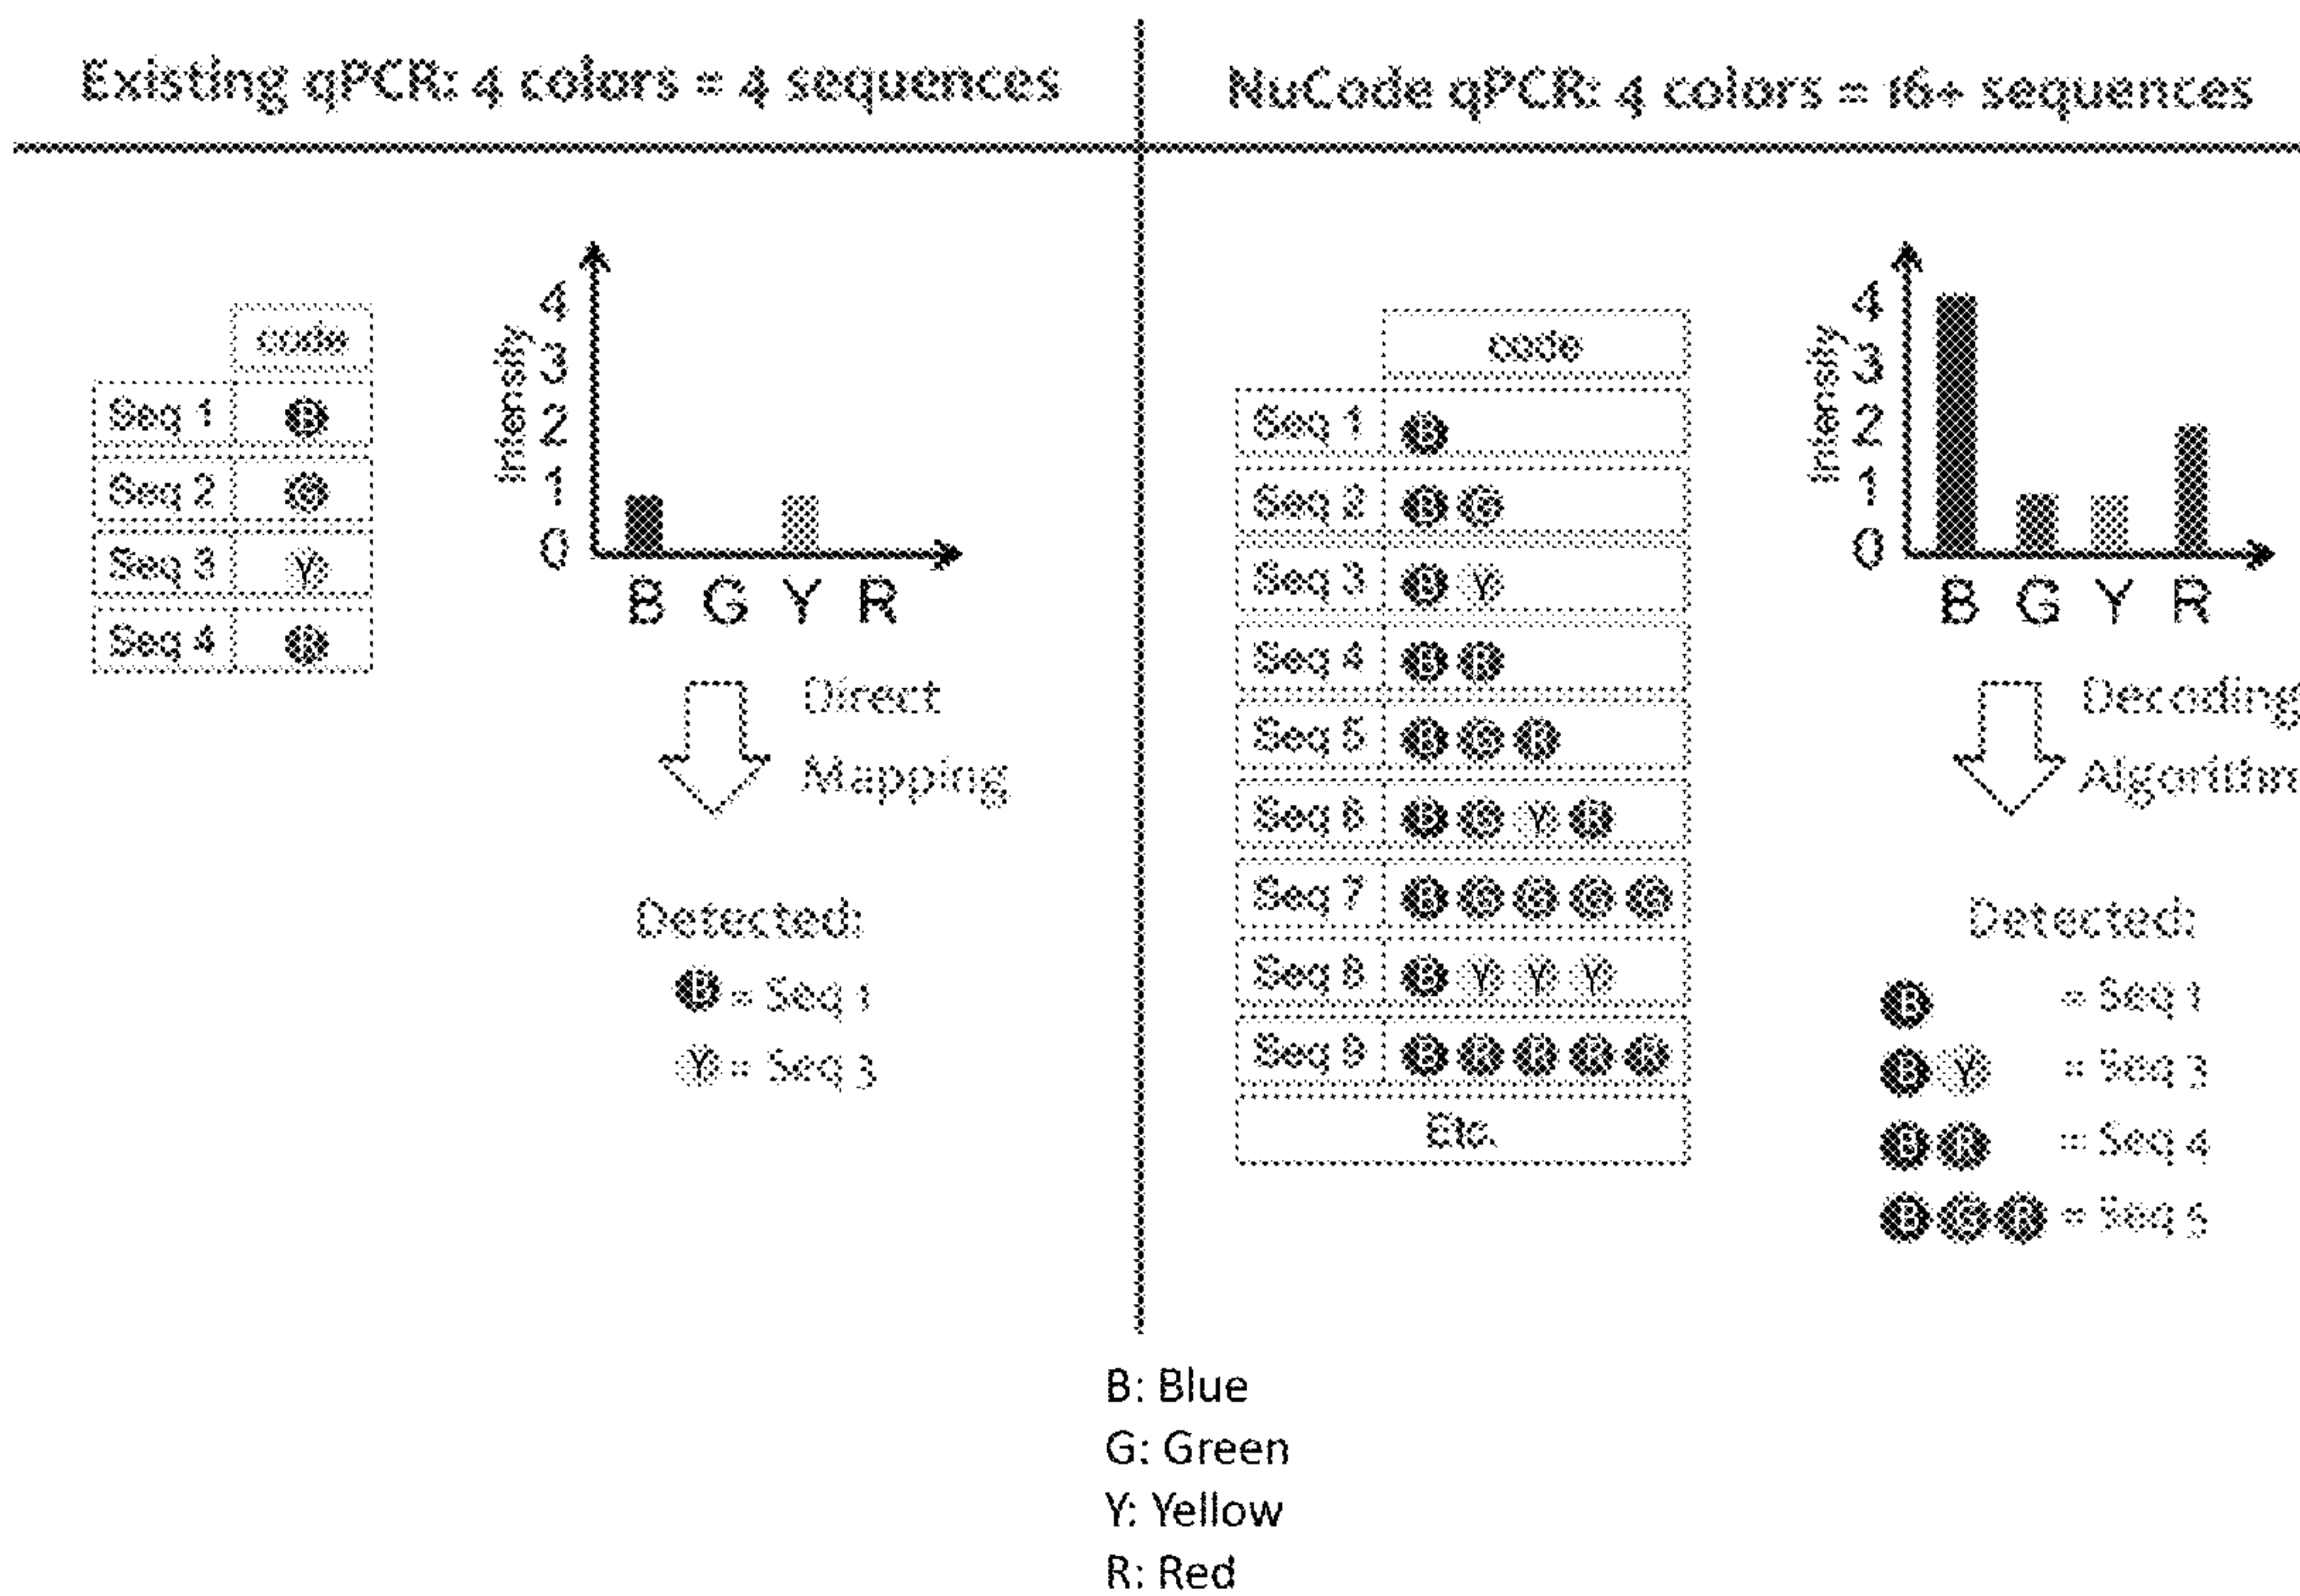 Existing qPCR: 4 colors = 4 sequences
code
Seq 1 B
Seq 2 G
Seq 3 Y
Seq 4 R
Intensity
4
3
2
1
0
B G Y R
Direct
Mapping
Detected:
B = Seq 1
Y = Seq 3
NuCode qPCR: 4 colors = 16+ sequences
code
Seq 1 B
Seq 2 B G
Seq 3 B Y
Seq 4 B R
Seq 5 B G R
Seq 6 B G Y R
Seq 7 B G G G G
Seq 8 B Y Y Y
Seq 9 B R R R R
Etc.
Intensity
4
3
2
1
0
B G Y R
Decoding
Algorithm
Detected:
B = Seq 1
B Y = Seq 3
B R = Seq 4
B G R = Seq 5
B: Blue
G: Green
Y: Yellow
R: Red